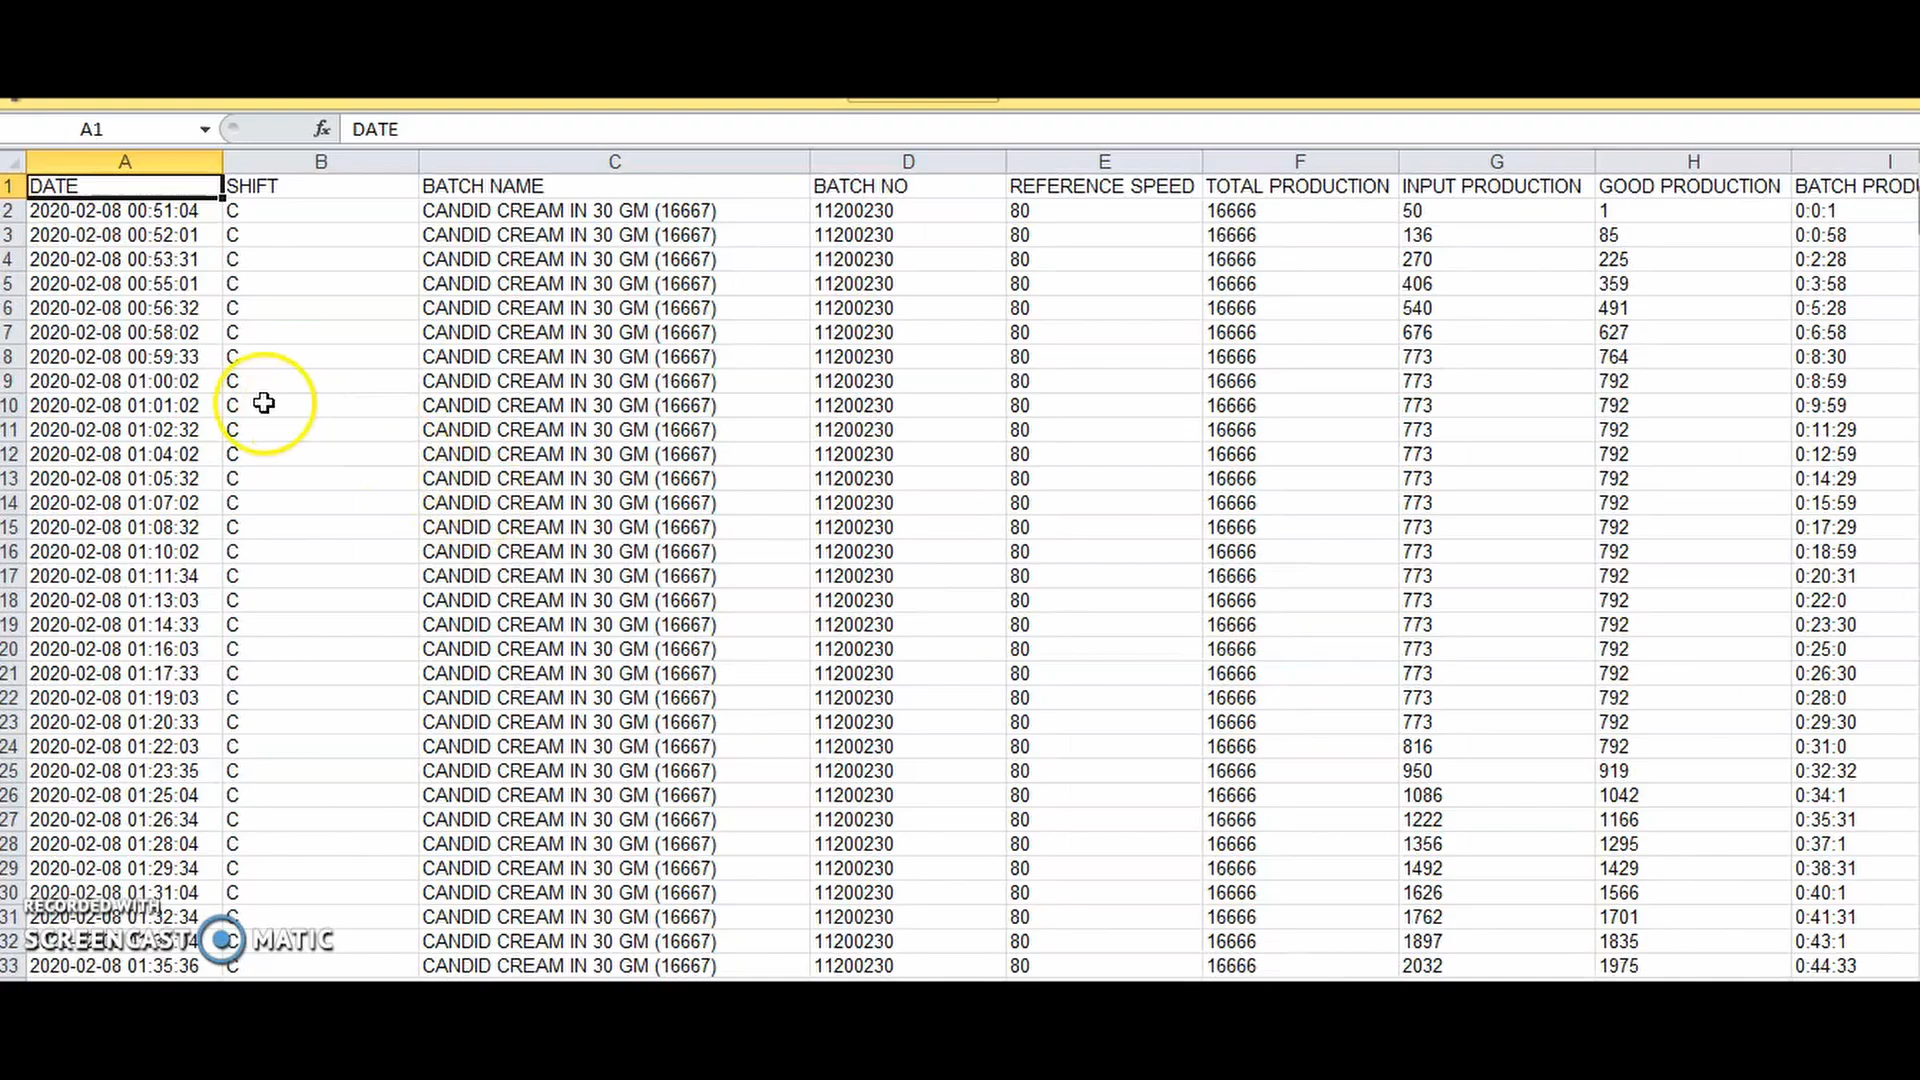 A1 fx DATE
A B C D E F G H I
1 DATE SHIFT BATCH NAME BATCH NO REFERENCE SPEED TOTAL PRODUCTION INPUT PRODUCTION GOOD PRODUCTION BATCH
2 2020-02-08 00:51:04 C CANDID CREAM IN 30 GM (16667) 11200230 80 16666 50 1 0:0:1
3 2020-02-08 00:52:01 C CANDID CREAM IN 30 GM (16667) 11200230 80 16666 136 85 0:0:58
4 2020-02-08 00:53:31 C CANDID CREAM IN 30 GM (16667) 11200230 80 16666 270 225 0:2:28
5 2020-02-08 00:55:01 C CANDID CREAM IN 30 GM (16667) 11200230 80 16666 406 359 0:3:58
6 2020-02-08 00:56:32 C CANDID CREAM IN 30 GM (16667) 11200230 80 16666 540 491 0:5:28
7 2020-02-08 00:58:02 C CANDID CREAM IN 30 GM (16667) 11200230 80 16666 676 627 0:6:58
8 2020-02-08 00:59:33 C CANDID CREAM IN 30 GM (16667) 11200230 80 16666 773 764 0:8:30
9 2020-02-08 01:00:02 C CANDID CREAM IN 30 GM (16667) 11200230 80 16666 773 792 0:8:59
10 2020-02-08 01:01:02 C CANDID CREAM IN 30 GM (16667) 11200230 80 16666 773 792 0:9:59
11 2020-02-08 01:02:32 C CANDID CREAM IN 30 GM (16667) 11200230 80 16666 773 792 0:11:29
12 2020-02-08 01:04:02 C CANDID CREAM IN 30 GM (16667) 11200230 80 16666 773 792 0:12:59
13 2020-02-08 01:05:32 C CANDID CREAM IN 30 GM (16667) 11200230 80 16666 773 792 0:14:29
14 2020-02-08 01:07:02 C CANDID CREAM IN 30 GM (16667) 11200230 80 16666 773 792 0:15:59
15 2020-02-08 01:08:32 C CANDID CREAM IN 30 GM (16667) 11200230 80 16666 773 792 0:17:29
16 2020-02-08 01:10:02 C CANDID CREAM IN 30 GM (16667) 11200230 80 16666 773 792 0:18:59
17 2020-02-08 01:11:34 C CANDID CREAM IN 30 GM (16667) 11200230 80 16666 773 792 0:20:31
18 2020-02-08 01:13:03 C CANDID CREAM IN 30 GM (16667) 11200230 80 16666 773 792 0:22:0
19 2020-02-08 01:14:33 C CANDID CREAM IN 30 GM (16667) 11200230 80 16666 773 792 0:23:30
20 2020-02-08 01:16:03 C CANDID CREAM IN 30 GM (16667) 11200230 80 16666 773 792 0:25:0
21 2020-02-08 01:17:33 C CANDID CREAM IN 30 GM (16667) 11200230 80 16666 773 792 0:26:30
22 2020-02-08 01:19:03 C CANDID CREAM IN 30 GM (16667) 11200230 80 16666 773 792 0:28:0
23 2020-02-08 01:20:33 C CANDID CREAM IN 30 GM (16667) 11200230 80 16666 773 792 0:29:30
24 2020-02-08 01:22:03 C CANDID CREAM IN 30 GM (16667) 11200230 80 16666 816 792 0:31:0
25 2020-02-08 01:23:35 C CANDID CREAM IN 30 GM (16667) 11200230 80 16666 950 919 0:32:32
26 2020-02-08 01:25:04 C CANDID CREAM IN 30 GM (16667) 11200230 80 16666 1086 1042 0:34:1
27 2020-02-08 01:26:34 C CANDID CREAM IN 30 GM (16667) 11200230 80 16666 1222 1166 0:35:31
28 2020-02-08 01:28:04 C CANDID CREAM IN 30 GM (16667) 11200230 80 16666 1356 1295 0:37:1
29 2020-02-08 01:29:34 C CANDID CREAM IN 30 GM (16667) 11200230 80 16666 1492 1429 0:38:31
30 2020-02-08 01:31:04 C CANDID CREAM IN 30 GM (16667) 11200230 80 16666 1626 1566 0:40:1
RECORDED WITH
31 2020-02-08 01:32:34 C CANDID CREAM IN 30 GM (16667) 11200230 80 16666 1762 1701 0:41:31
SCREENCAST MATIC
32 CANDID CREAM IN 30 GM (16667) 11200230 80 16666 1897 1835 0:43:1
33 2020-02-08 01:35:36 C CANDID CREAM IN 30 GM (16667) 11200230 80 16666 2032 1975 0:44:33